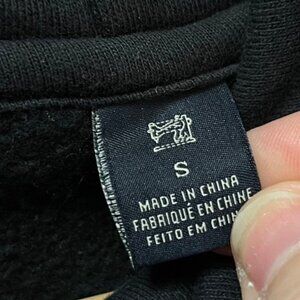 S
MADE IN CHINA
FABRIQUÉ EN CHINE
FEITO EM CHINA